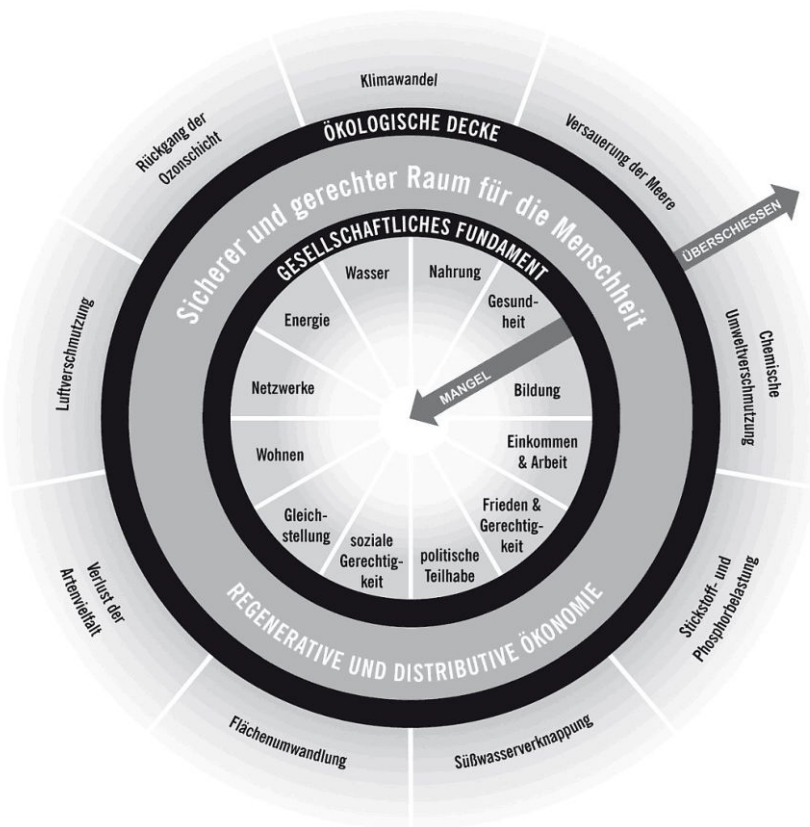 Klimawandel
Versauerung der Meere
ÜBERSCHIESSEN
Chemische
Umweltverschmutzung
Stickstoff- und
Phosphorbelastung
Süßwasserverknappung
Flächenumwandlung
Verlust der
Artenvielfalt
Luftverschmutzung
Rückgang der
Ozonschicht
ÖKOLOGISCHE DECKE
Sicherer und gerechter Raum für die Menschheit
GESELLSCHAFTLICHES FUNDAMENT
Wasser
Nahrung
Gesund-
heit
MANGEL
Bildung
Einkommen
& Arbeit
Frieden &
Gerechtig-
keit
politische
Teilhabe
soziale
Gerechtig-
keit
Gleich-
stellung
Wohnen
Netzwerke
Energie
REGENERATIVE UND DISTRIBUTIVE ÖKONOMIE